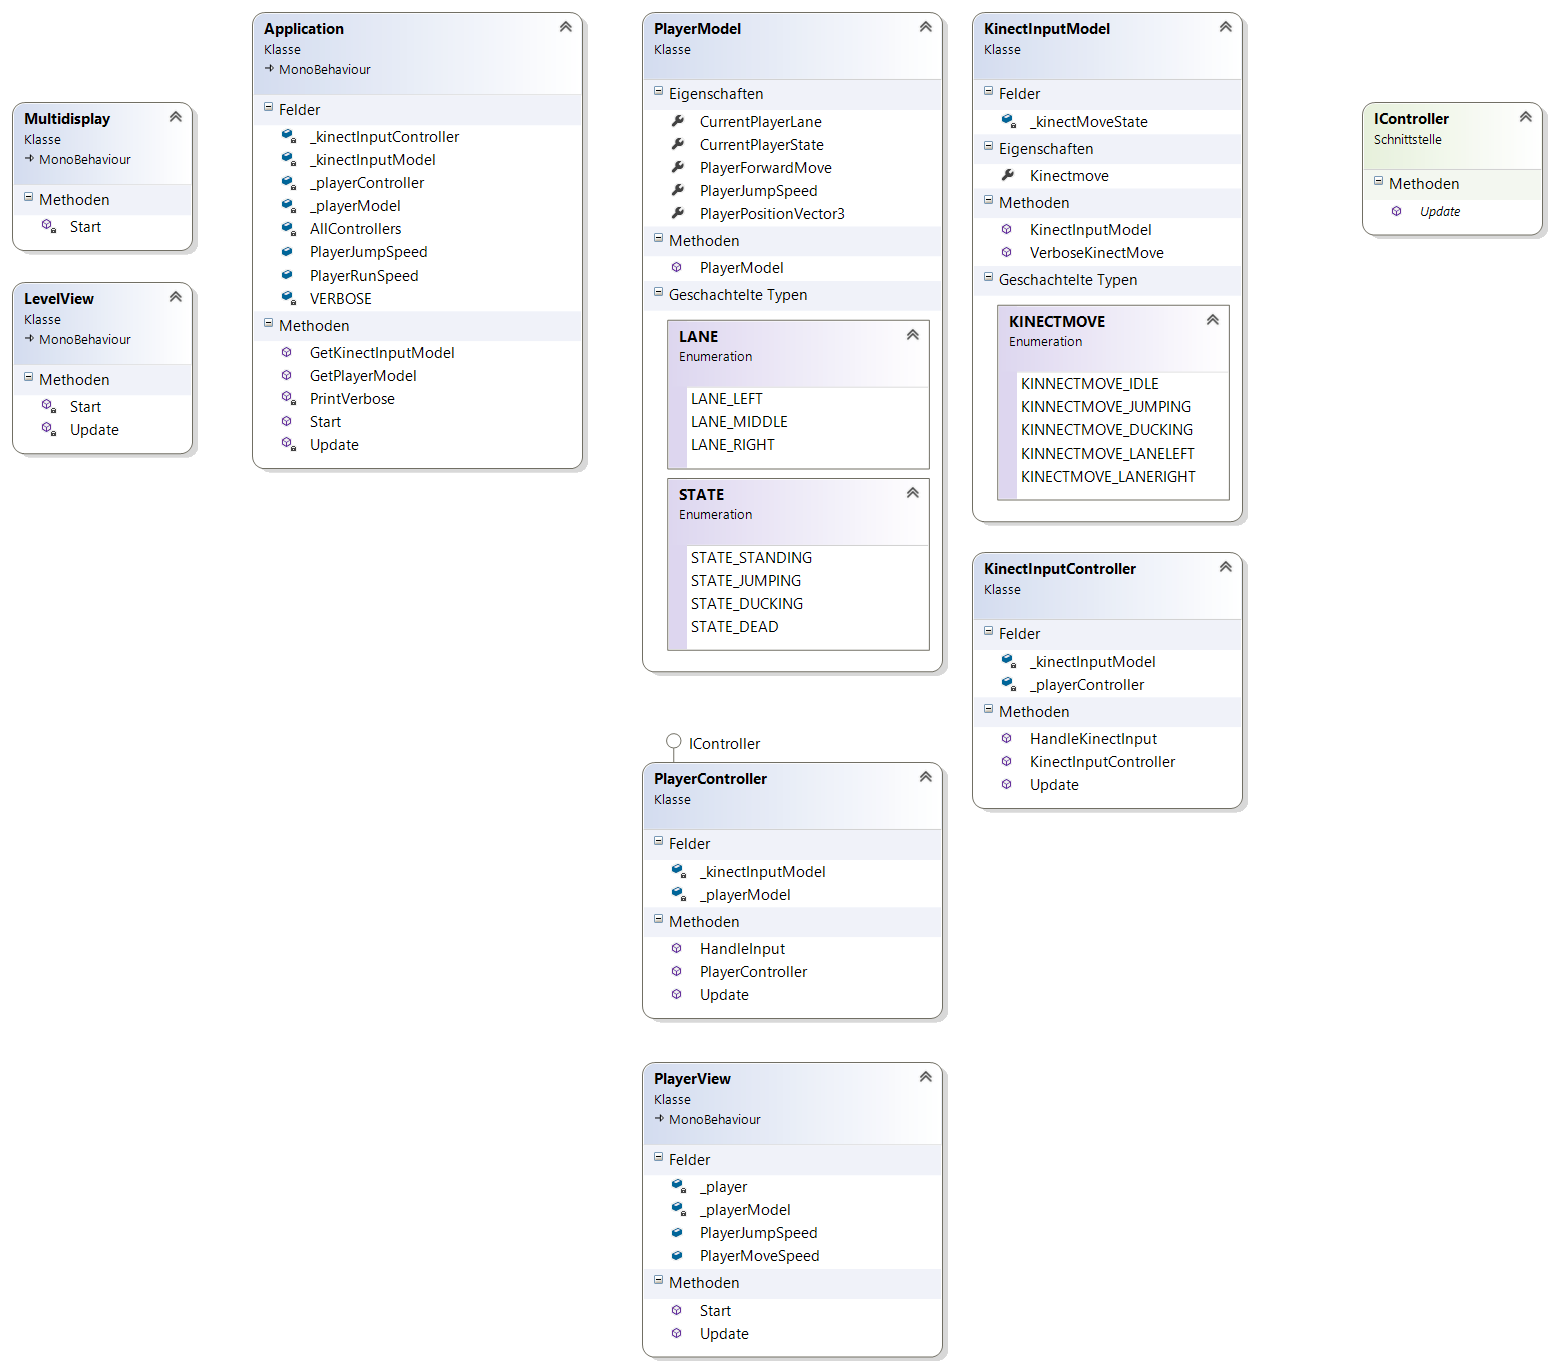 Multidisplay
Klasse
MonoBehaviour
Methoden
Start
LevelView
Klasse
MonoBehaviour
Methoden
Start
Update
Application
Klasse
MonoBehaviour
Felder
_kinectInputController
_kinectInputModel
_playerController
_playerModel
AllControllers
PlayerJumpSpeed
PlayerRunSpeed
VERBOSE
Methoden
GetKinectInputModel
GetPlayerModel
PrintVerbose
Start
Update
PlayerModel
Klasse
Eigenschaften
CurrentPlayerLane
CurrentPlayerState
PlayerForwardMove
PlayerJumpSpeed
PlayerPositionVector3
Methoden
PlayerModel
Geschachtelte Typen
LANE
Enumeration
LANE_LEFT
LANE_MIDDLE
LANE_RIGHT
STATE
Enumeration
STATE_STANDING
STATE_JUMPING
STATE_DUCKING
STATE_DEAD
IController
PlayerController
Klasse
Felder
_kinectInputModel
_playerModel
Methoden
HandleInput
PlayerController
Update
PlayerView
Klasse
MonoBehaviour
Felder
_player
_playerModel
PlayerJumpSpeed
PlayerMoveSpeed
Methoden
Start
Update
KinectInputModel
Klasse
Felder
_kinectMoveState
Eigenschaften
Kinectmove
Methoden
KinectInputModel
VerboseKinectMove
Geschachtelte Typen
KINECTMOVE
Enumeration
KINNECTMOVE_IDLE
KINNECTMOVE_JUMPING
KINNECTMOVE_DUCKING
KINNECTMOVE_LANELEFT
KINECTMOVE_LANERIGHT
KinectInputController
Klasse
Felder
_kinectInputModel
_playerController
Methoden
HandleKinectInput
KinectInputController
Update
IController
Schnittstelle
Methoden
Update